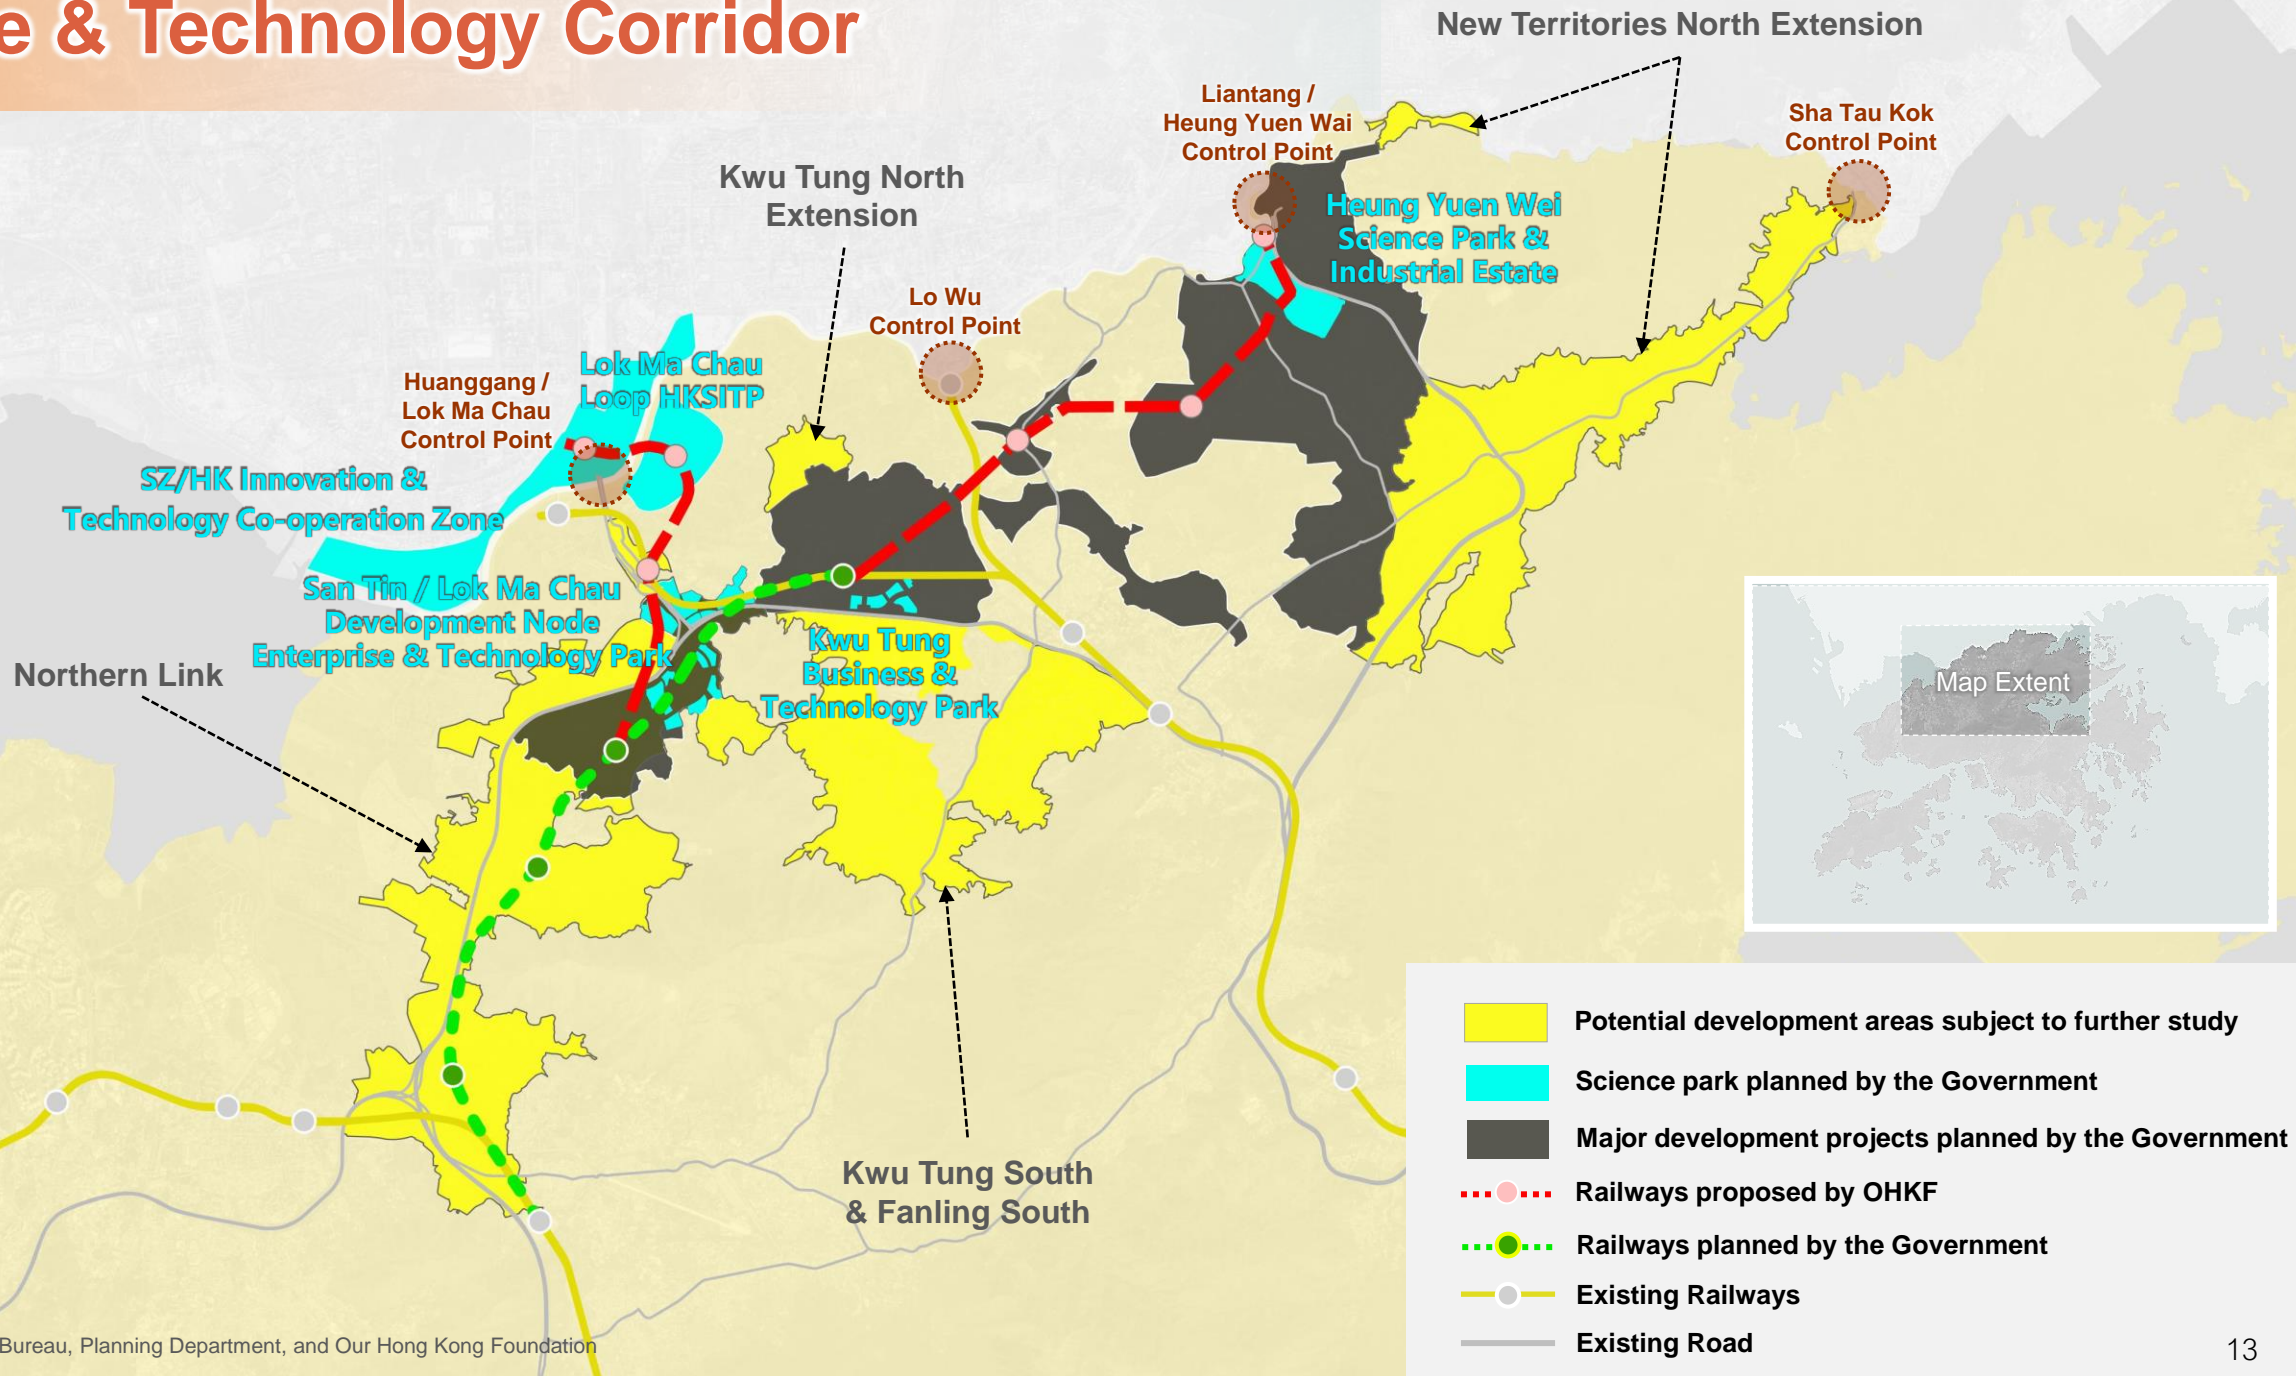 e & Technology Corridor
New Territories North Extension
Liantang /
Heung Yuen Wai
Control Point
Sha Tau Kok
Control Point
Kwu Tung North
Extension
Heung Yuen Wei
Science Park &
Industrial Estate
Lo Wu
Control Point
Lok Ma Chau
Loop HKSITP
Huanggang /
Lok Ma Chau
Control Point
SZ/HK Innovation &
Technology Co-operation Zone
San Tin / Lok Ma Chau
Development Node
Enterprise & Technology Park
Kwu Tung
Business &
Technology Park
Northern Link
Map Extent
Kwu Tung South
& Fanling South
Potential development areas subject to further study
Science park planned by the Government
Major development projects planned by the Government
Railways proposed by OHKF
Railways planned by the Government
Existing Railways
Existing Road
Bureau, Planning Department, and Our Hong Kong Foundation
13